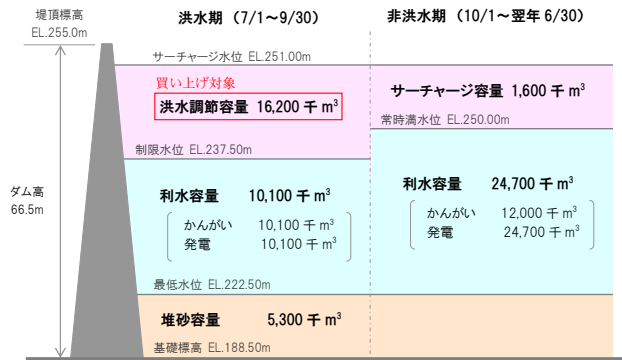 堤頂標高
EL.255.0m
洪水期（7/1～9/30）
非洪水期（10/1～翌年 6/30）
サーチャージ水位 EL.251.00m
買い上げ対象
洪水調節容量 16,200 千 m³
サーチャージ容量 1,600 千 m³
常時満水位 EL.250.00m
制限水位 EL.237.50m
ダム高
66.5m
利水容量 10,100 千 m³
かんがい 10,100 千 m³
発電 10,100 千 m³
利水容量 24,700 千 m³
かんがい 12,000 千 m³
発電 24,700 千 m³
最低水位 EL.222.50m
堆砂容量 5,300 千 m³
基礎標高 EL.188.50m